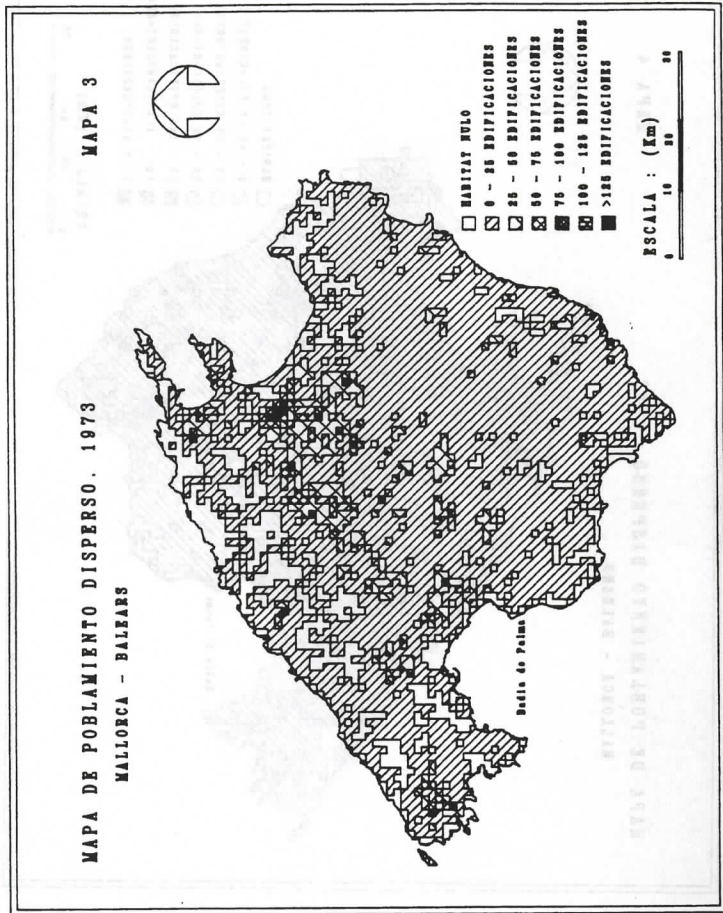 MAPA DE POBLAMIENTO DISPERSO. 1973
MAPA 3
MALLORCA - BALEARS
HABITAT NULO
0 - 25 EDIFICACIONES
25 - 50 EDIFICACIONES
50 - 75 EDIFICACIONES
75 - 100 EDIFICACIONES
100 - 125 EDIFICACIONES
>125 EDIFICACIONES
Badia de Palma
ESCALA : (Km)
0 10 20 30